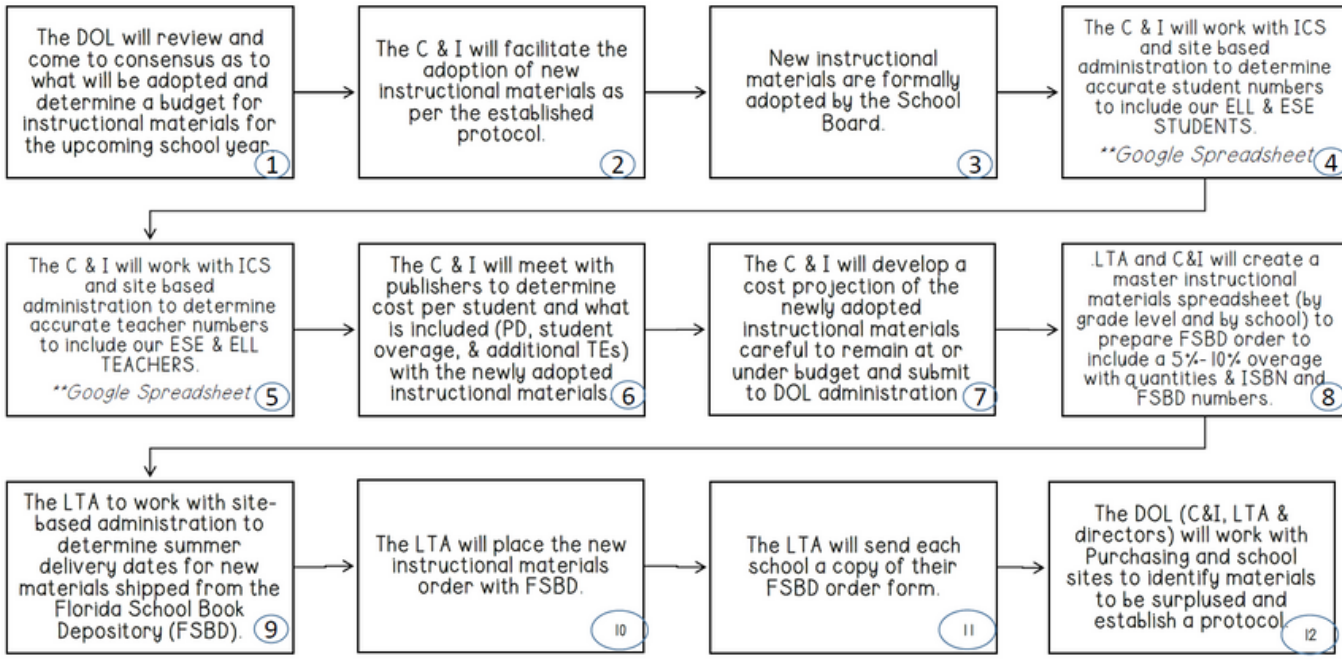 The DOL will review and
come to consensus as to
what will be adopted and
determine a budget for
instructional materials for
the upcoming school year.
1
The C & I will facilitate the
adoption of new
instructional materials as
per the established
protocol.
2
New instructional
materials are formally
adopted by the School
Board.
3
The C & I will work with ICS
and site based
administration to determine
accurate student numbers
to include our ELL & ESE
STUDENTS.
**Google Spreadsheet
4
The C & I will work with ICS
and site based
administration to determine
accurate teacher numbers
to include our ESE & ELL
TEACHERS.
**Google Spreadsheet
5
The C & I will meet with
publishers to determine
cost per student and what
is included (PD, student
overage, & additional TEs)
with the newly adopted
instructional materials.
6
The C & I will develop a
cost projection of the
newly adopted
instructional materials
careful to remain at or
under budget and submit
to DOL administration
7
.LTA and C&I will create a
master instructional
materials spreadsheet (by
grade level and by school) to
prepare FSBD order to
include a 5%-10% overage
with quantities & ISBN and
FSBD numbers.
8
The LTA to work with site-
based administration to
determine summer
delivery dates for new
materials shipped from the
Florida School Book
Depository (FSBD).
9
The LTA will place the new
instructional materials
order with FSBD.
10
The LTA will send each
school a copy of their
FSBD order form.
11
The DOL (C&I, LTA &
directors) will work with
Purchasing and school
sites to identify materials
to be surplused and
establish a protocol.
12